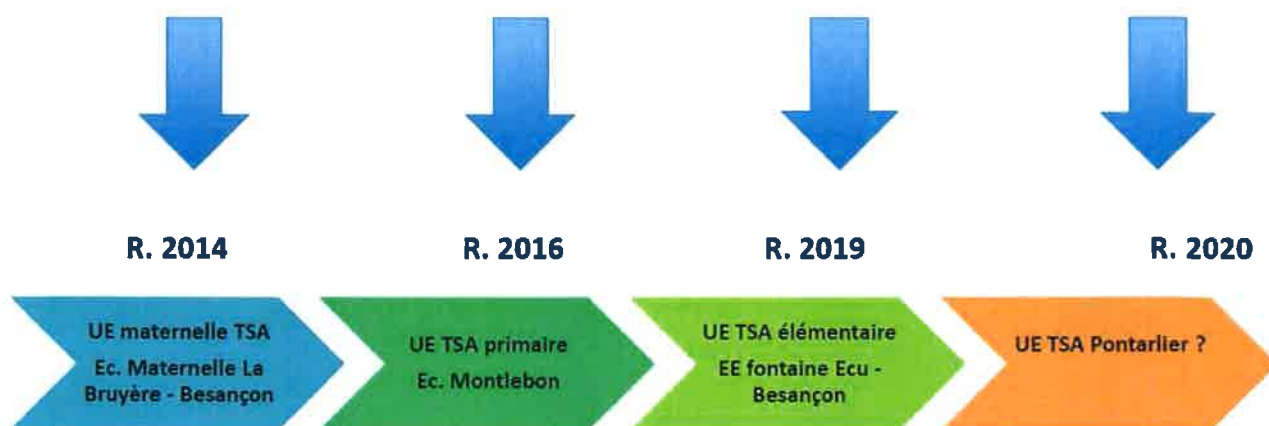 R. 2014
R. 2016
R. 2019
R. 2020
UE maternelle TSA
Ec. Maternelle La
Bruyère - Besançon
UE TSA primaire
Ec. Montlebon
UE TSA élémentaire
EE fontaine Ecu -
Besançon
UE TSA Pontarlier ?